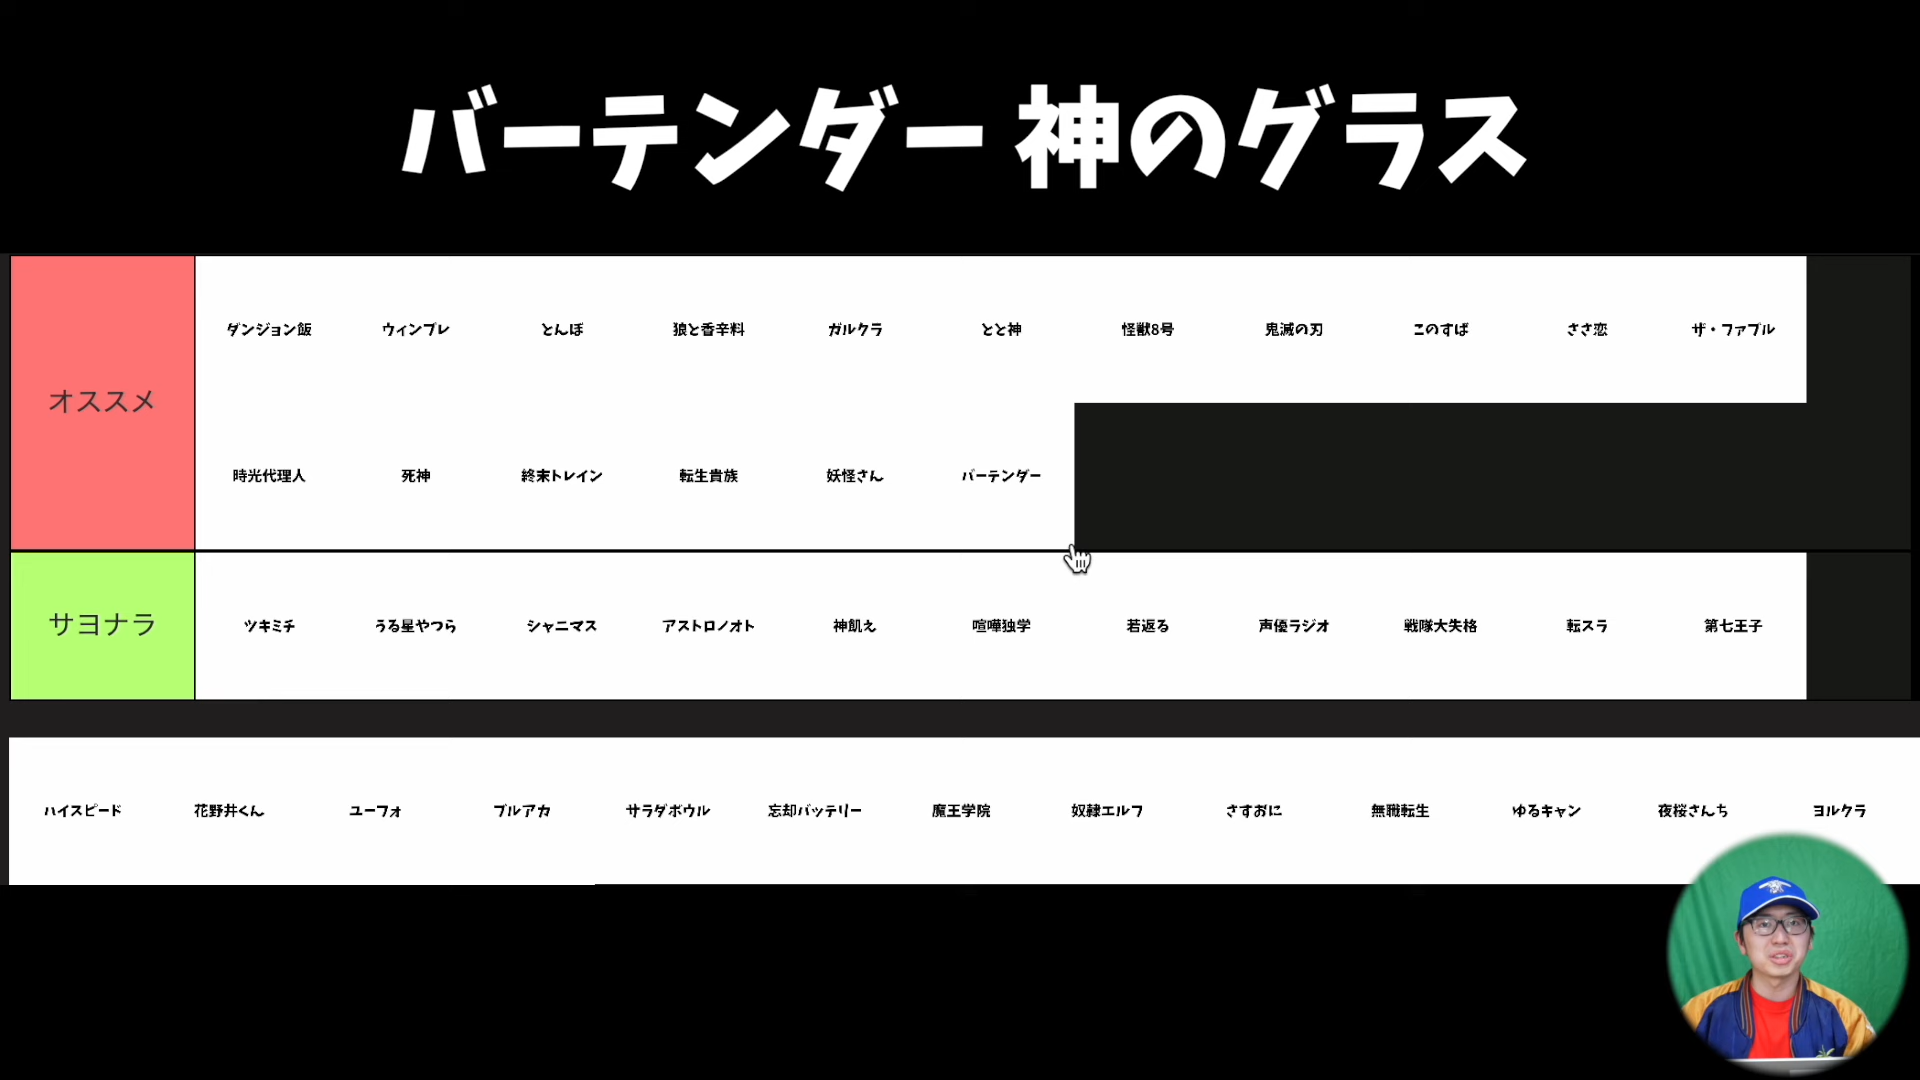 バーテンダー 神のグラス
オススメ
ダンジョン飯 ウィンブレ とんぼ 狼と香辛料 ガルクラ とと神 怪獣8号 鬼滅の刃 このすば ささ恋 ザ・ファブル
時光代理人 死神 終末トレイン 転生貴族 妖怪さん バーテンダー
サヨナラ
ツキミチ うる星やつら シャニマス アストロノオト 神飢え 喧嘩独学 若返る 声優ラジオ 戦隊大失格 転スラ 第七王子
ハイスピード 花野井くん ユーフォ ブルアカ サラダボウル 忘却バッテリー 魔王学院 奴隷エルフ さすおに 無職転生 ゆるキャン 夜桜さんち ヨルクラ